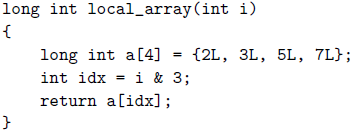 long int local_array(int i)
{
    long int a[4] = {2L, 3L, 5L, 7L};
    int idx = i & 3;
    return a[idx];
}